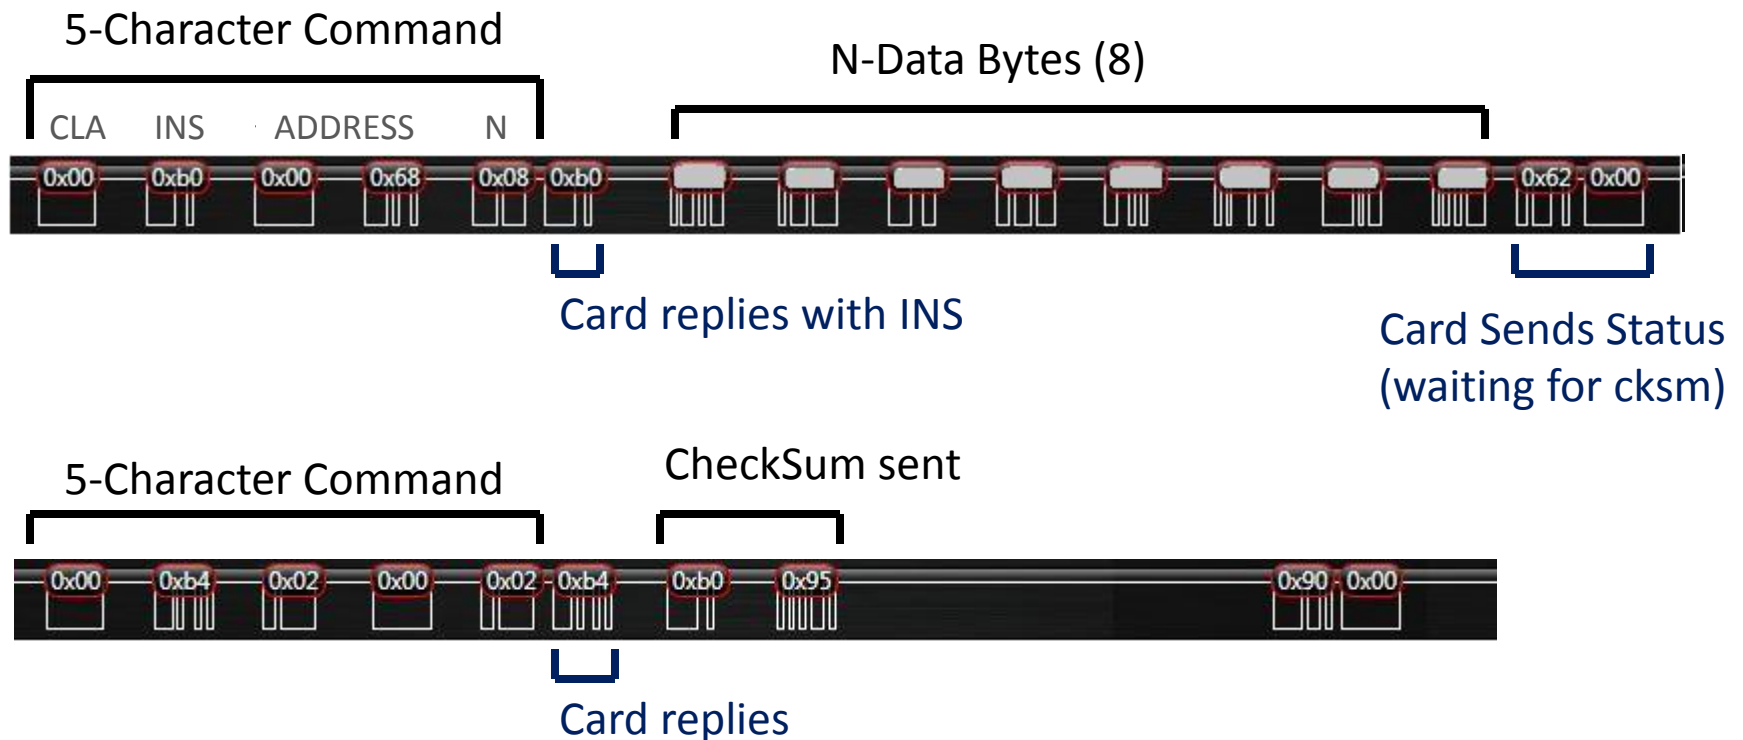 5-Character Command
N-Data Bytes (8)
CLA INS ADDRESS N
0x00 0xb0 0x00 0x68 0x08 0xb0 0x62 0x00
Card replies with INS
Card Sends Status
(waiting for cksm)
5-Character Command
CheckSum sent
0x00 0xb4 0x02 0x00 0x02 0xb4 0xb0 0x95 0x90 0x00
Card replies